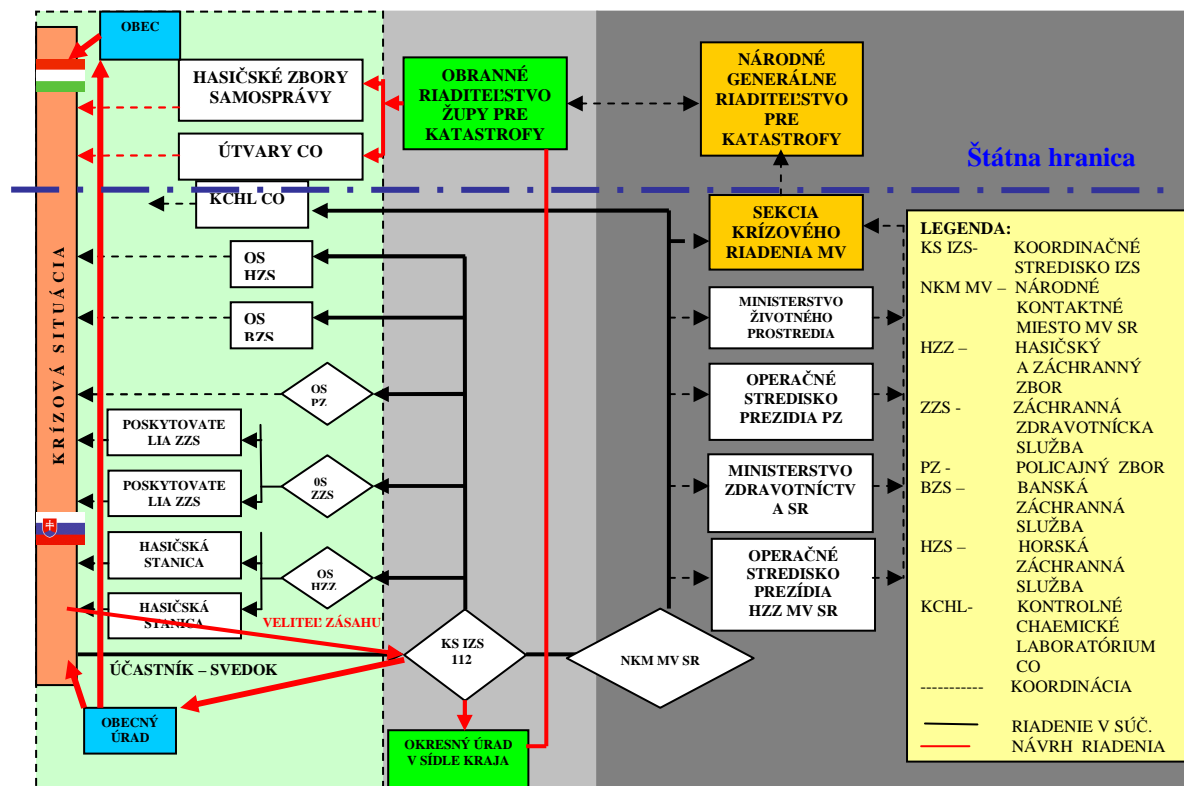 OBEC
HASIČSKÉ ZBORY
SAMOSPRÁVY
ÚTVARY CO
OBRANNÉ
RIADITEĽSTVO
ŽUPY PRE
KATASTROFY
NÁRODNÉ
GENERÁLNE
RIADITEĽSTVO
PRE
KATASTROFY
Štátna hranica
KRÍZOVÁ SITUÁCIA
KCHL CO
OS
HZS
OS
BZS
OS
PZ
POSKYTOVATE
LIA ZZS
POSKYTOVATE
LIA ZZS
0S
ZZS
HASIČSKÁ
STANICA
HASIČSKÁ
STANICA
OS
HZZ
VELITEĽ ZÁSAHU
ÚČASTNÍK – SVEDOK
KS IZS
112
NKM MV SR
OBECNÝ
ÚRAD
OKRESNÝ ÚRAD
V SÍDLE KRAJA
SEKCIA
KRÍZOVÉHO
RIADENIA MV
MINISTERSTVO
ŽIVOTNÉHO
PROSTREDIA
OPERAČNÉ
STREDISKO
PREZIDIA PZ
MINISTERSTVO
ZDRAVOTNÍCTV
A SR
OPERAČNÉ
STREDISKO
PREZÍDIA
HZZ MV SR
LEGENDA:
KS IZS- KOORDINAČNÉ
STREDISKO IZS
NKM MV – NÁRODNÉ
KONTAKTNÉ
MIESTO MV SR
HZZ – HASIČSKÝ
A ZÁCHRANNÝ
ZBOR
ZZS - ZÁCHRANNÁ
ZDRAVOTNÍCKA
SLUŽBA
PZ - POLICAJNÝ ZBOR
BZS – BANSKÁ
ZÁCHRANNÁ
SLUŽBA
HZS – HORSKÁ
ZÁCHRANNÁ
SLUŽBA
KCHL- KONTROLNÉ
CHAEMICKÉ
LABORATÓRIUM
CO
----------- KOORDINÁCIA
RIADENIE V SÚČ.
NÁVRH RIADENIA